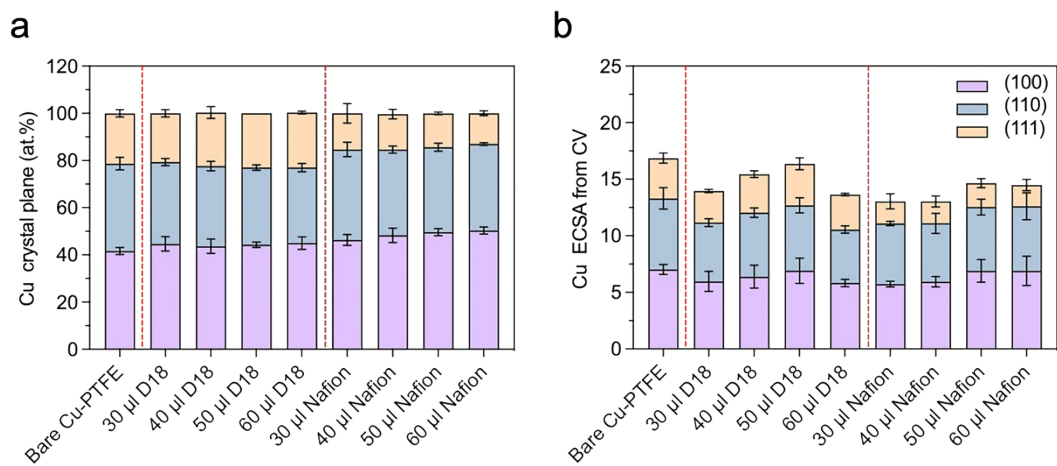 a
Cu crystal plane (at.%)
120
100
80
60
40
20
0
Bare Cu-PTFE
30 µl D18
40 µl D18
50 µl D18
60 µl D18
30 µl Nafion
40 µl Nafion
50 µl Nafion
60 µl Nafion
b
Cu ECSA from CV
25
20
15
10
5
0
(100)
(110)
(111)
Bare Cu-PTFE
30 µl D18
40 µl D18
50 µl D18
60 µl D18
30 µl Nafion
40 µl Nafion
50 µl Nafion
60 µl Nafion